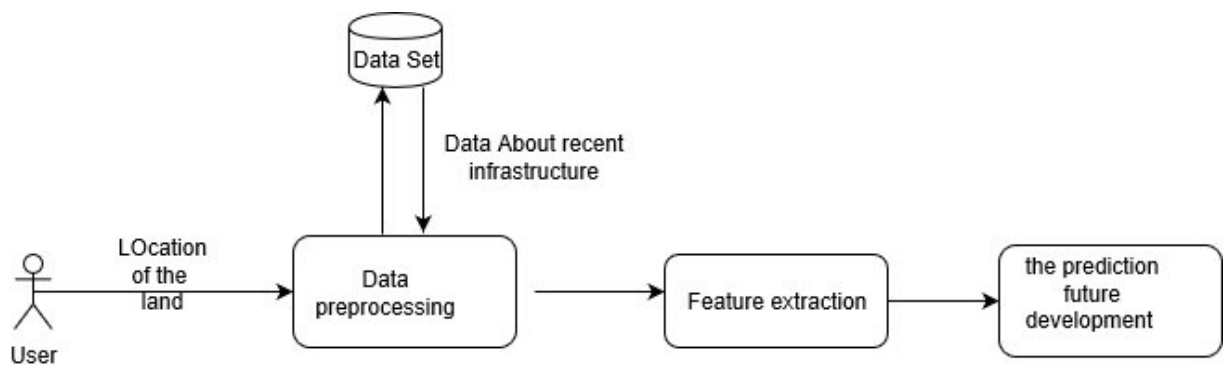 Data Set
Data About recent
infrastructure
LOcation
of the
land
User
Data
preprocessing
Feature extraction
the prediction
future
development